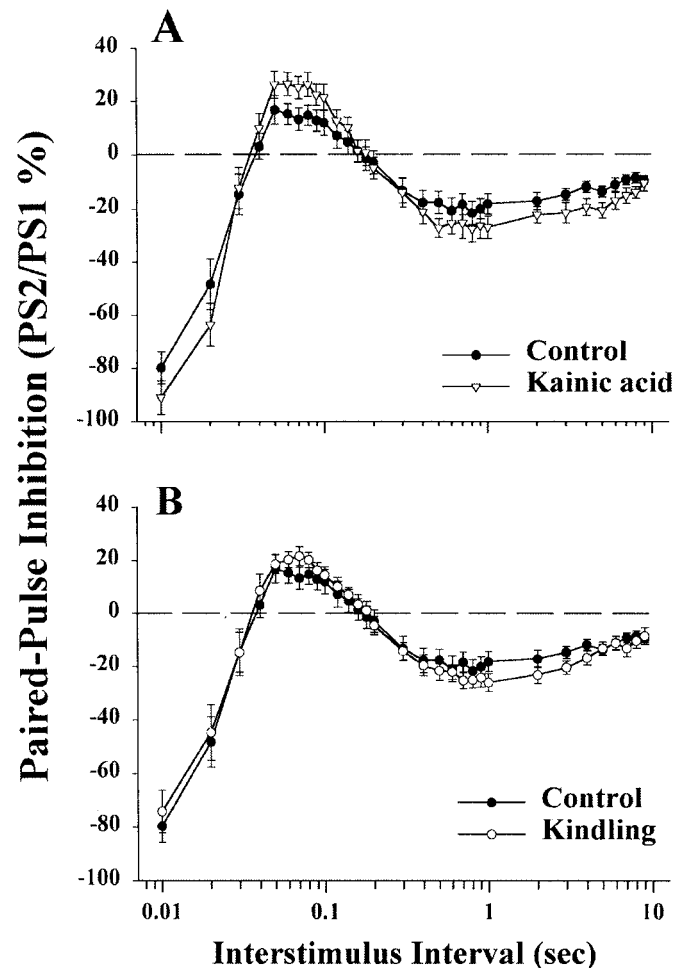 Paired-Pulse Inhibition (PS2/PS1 %)
A
40
20
0
-20
-40
-60
-80
-100
Control
Kainic acid
B
40
20
0
-20
-40
-60
-80
-100
Control
Kindling
0.01
0.1
1
10
Interstimulus Interval (sec)